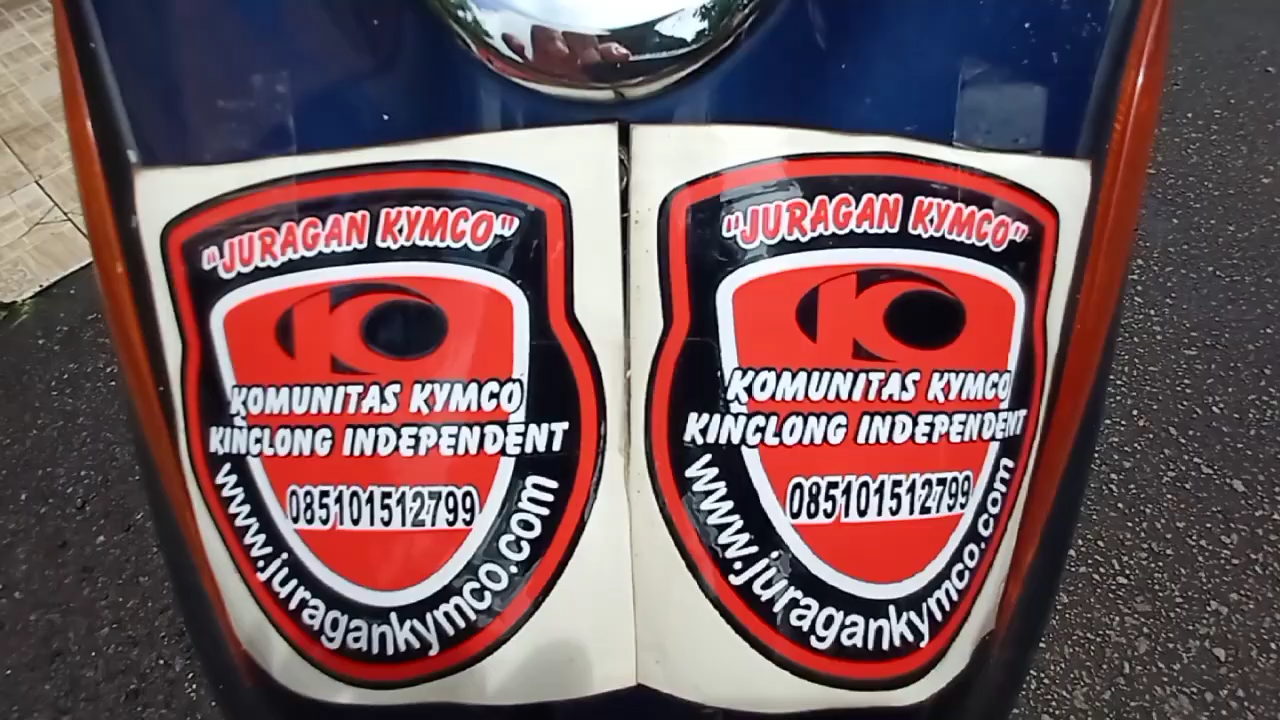 "JURAGAN KYMCO"
KOMUNITAS KYMCO
KINCLONG INDEPENDENT
085101512799
www.juragankymco.com
"JURAGAN KYMCO"
KOMUNITAS KYMCO
KINCLONG INDEPENDENT
085101512799
www.juragankymco.com